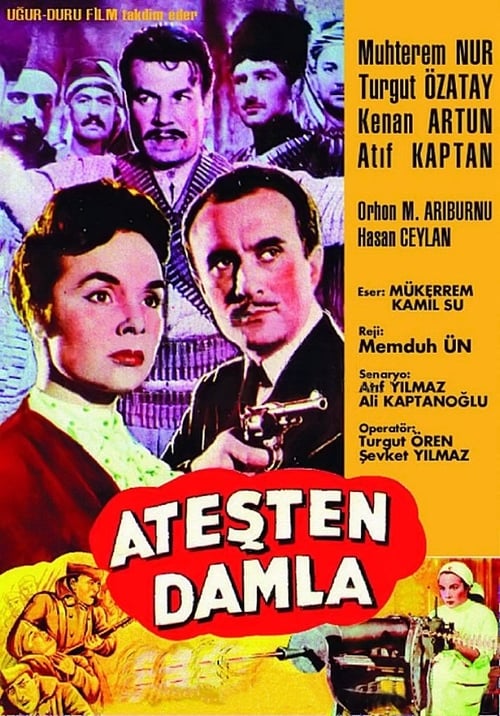 UĞUR-DURU FİLM takdim eder
Muhterem NUR
Turgut ÖZATAY
Kenan ARTUN
Atıf KAPTAN
Orhon M. ARIBURNU
Hasan CEYLAN
Eser: MÜKERREM
KAMİL SU
Reji:
Memduh ÜN
Senaryo:
Atıf YILMAZ
Ali KAPTANOĞLU
Operatör:
Turgut ÖREN
Şevket YILMAZ
ATEŞTEN
DAMLA